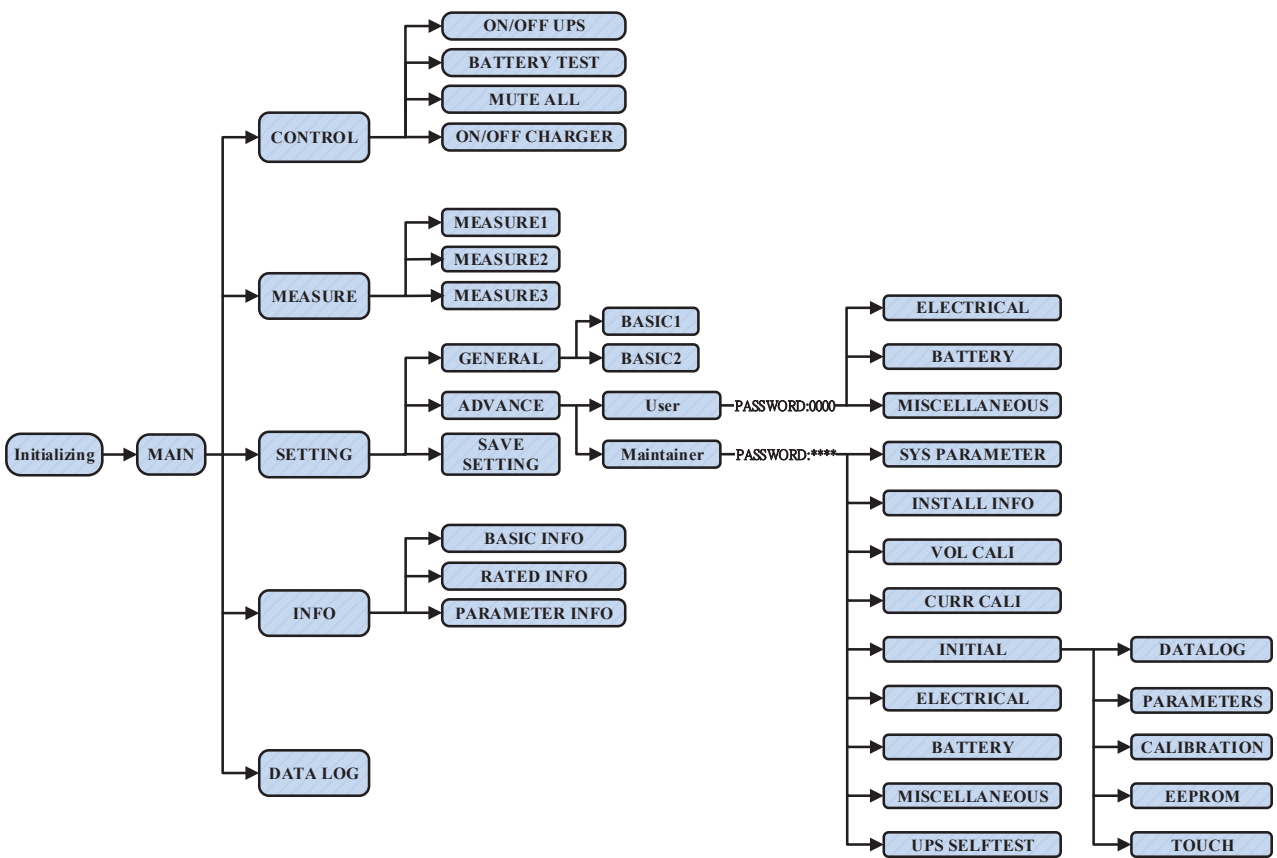 ON/OFF UPS
BATTERY TEST
MUTE ALL
CONTROL
ON/OFF CHARGER
MEASURE1
MEASURE2
MEASURE
MEASURE3
ELECTRICAL
BASIC1
GENERAL
BASIC2
BATTERY
ADVANCE
User
PASSWORD:0000
MISCELLANEOUS
Initializing
MAIN
SETTING
SAVE
SETTING
Maintainer
PASSWORD:****
SYS PARAMETER
INSTALL INFO
BASIC INFO
VOL CALI
RATED INFO
CURR CALI
INFO
PARAMETER INFO
INITIAL
DATALOG
ELECTRICAL
PARAMETERS
BATTERY
CALIBRATION
DATA LOG
MISCELLANEOUS
EEPROM
UPS SELFTEST
TOUCH